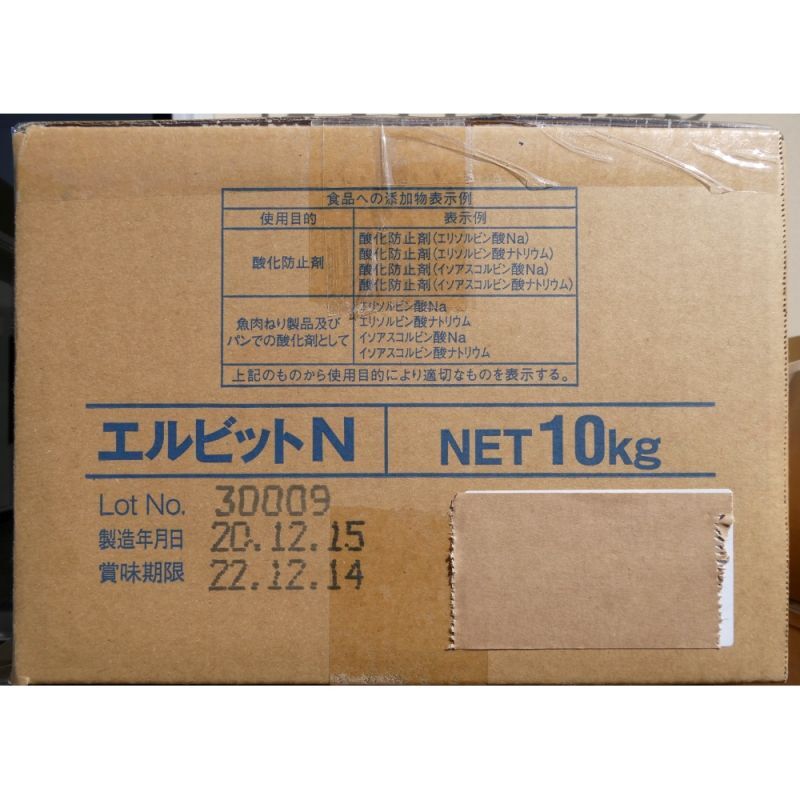 食品への添加物表示例
使用目的 表示例
酸化防止剤
酸化防止剤(エリソルビン酸Na)
酸化防止剤(エリソルビン酸ナトリウム)
酸化防止剤(イソアスコルビン酸Na)
酸化防止剤(イソアスコルビン酸ナトリウム)
魚肉ねり製品及び
パンでの酸化剤として
エリソルビン酸Na
エリソルビン酸ナトリウム
イソアスコルビン酸Na
イソアスコルビン酸ナトリウム
上記のものから使用目的により適切なものを表示する。
エルビットN NET 10kg
Lot No. 30009
製造年月日 20.12.15
賞味期限 22.12.14